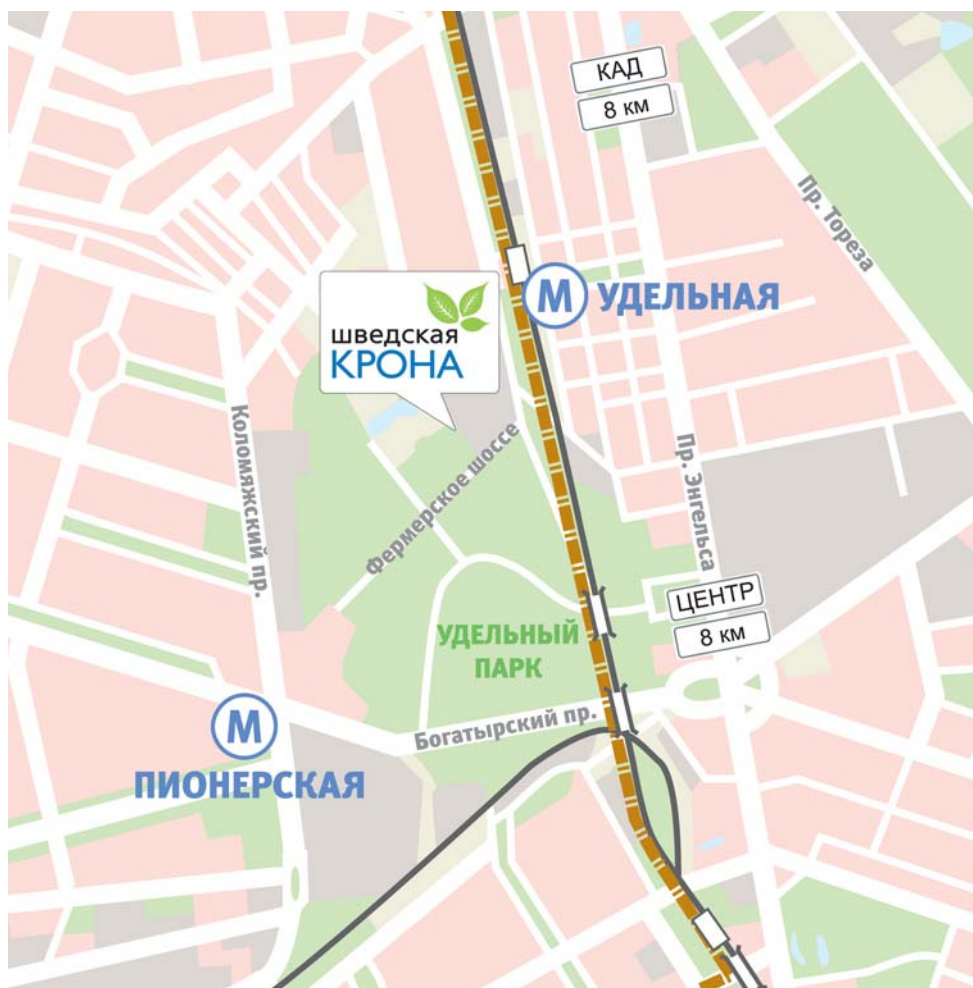 КАД
8 км
Пр. Тореза
М УДЕЛЬНАЯ
шведская
КРОНА
Коломяжский пр.
Фермерское шоссе
Пр. Энгельса
ЦЕНТР
8 км
УДЕЛЬНЫЙ
ПАРК
Богатырский пр.
М
ПИОНЕРСКАЯ